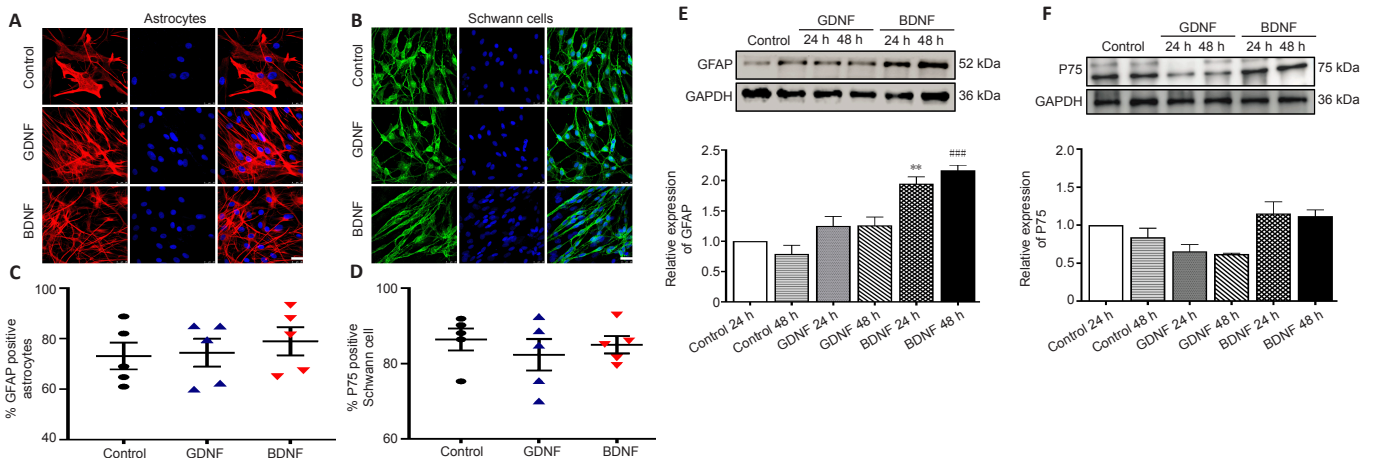 A
Astrocytes
Control
GDNF
BDNF
B
Schwann cells
Control
GDNF
BDNF
C
% GFAP positive
astrocytes
100
80
60
40
Control
GDNF
BDNF
D
% P75 positive
Schwann cell
100
80
60
Control
GDNF
BDNF
E
GDNF
BDNF
Control
24 h
48 h
24 h
48 h
GFAP
52 kDa
GAPDH
36 kDa
Relative expression
of GFAP
2.5
2.0
1.5
1.0
0.5
0.0
**
###
Control 24 h
Control 48 h
GDNF 24 h
GDNF 48 h
BDNF 24 h
BDNF 48 h
F
GDNF
BDNF
Control
24 h
48 h
24 h
48 h
P75
75 kDa
GAPDH
36 kDa
Relative expression
of P75
2.0
1.5
1.0
0.5
0.0
Control 24 h
Control 48 h
GDNF 24 h
GDNF 48 h
BDNF 24 h
BDNF 48 h